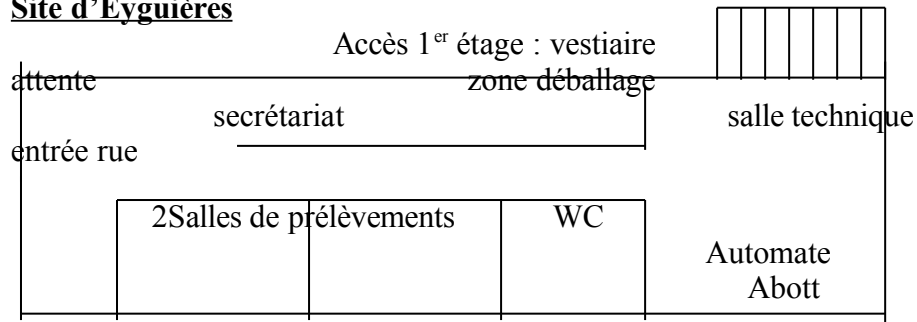 Site d'Eyguières
Accès 1er étage : vestiaire
attente zone déballage
secrétariat salle technique
entrée rue
2Salles de prélèvements WC
Automate
Abott